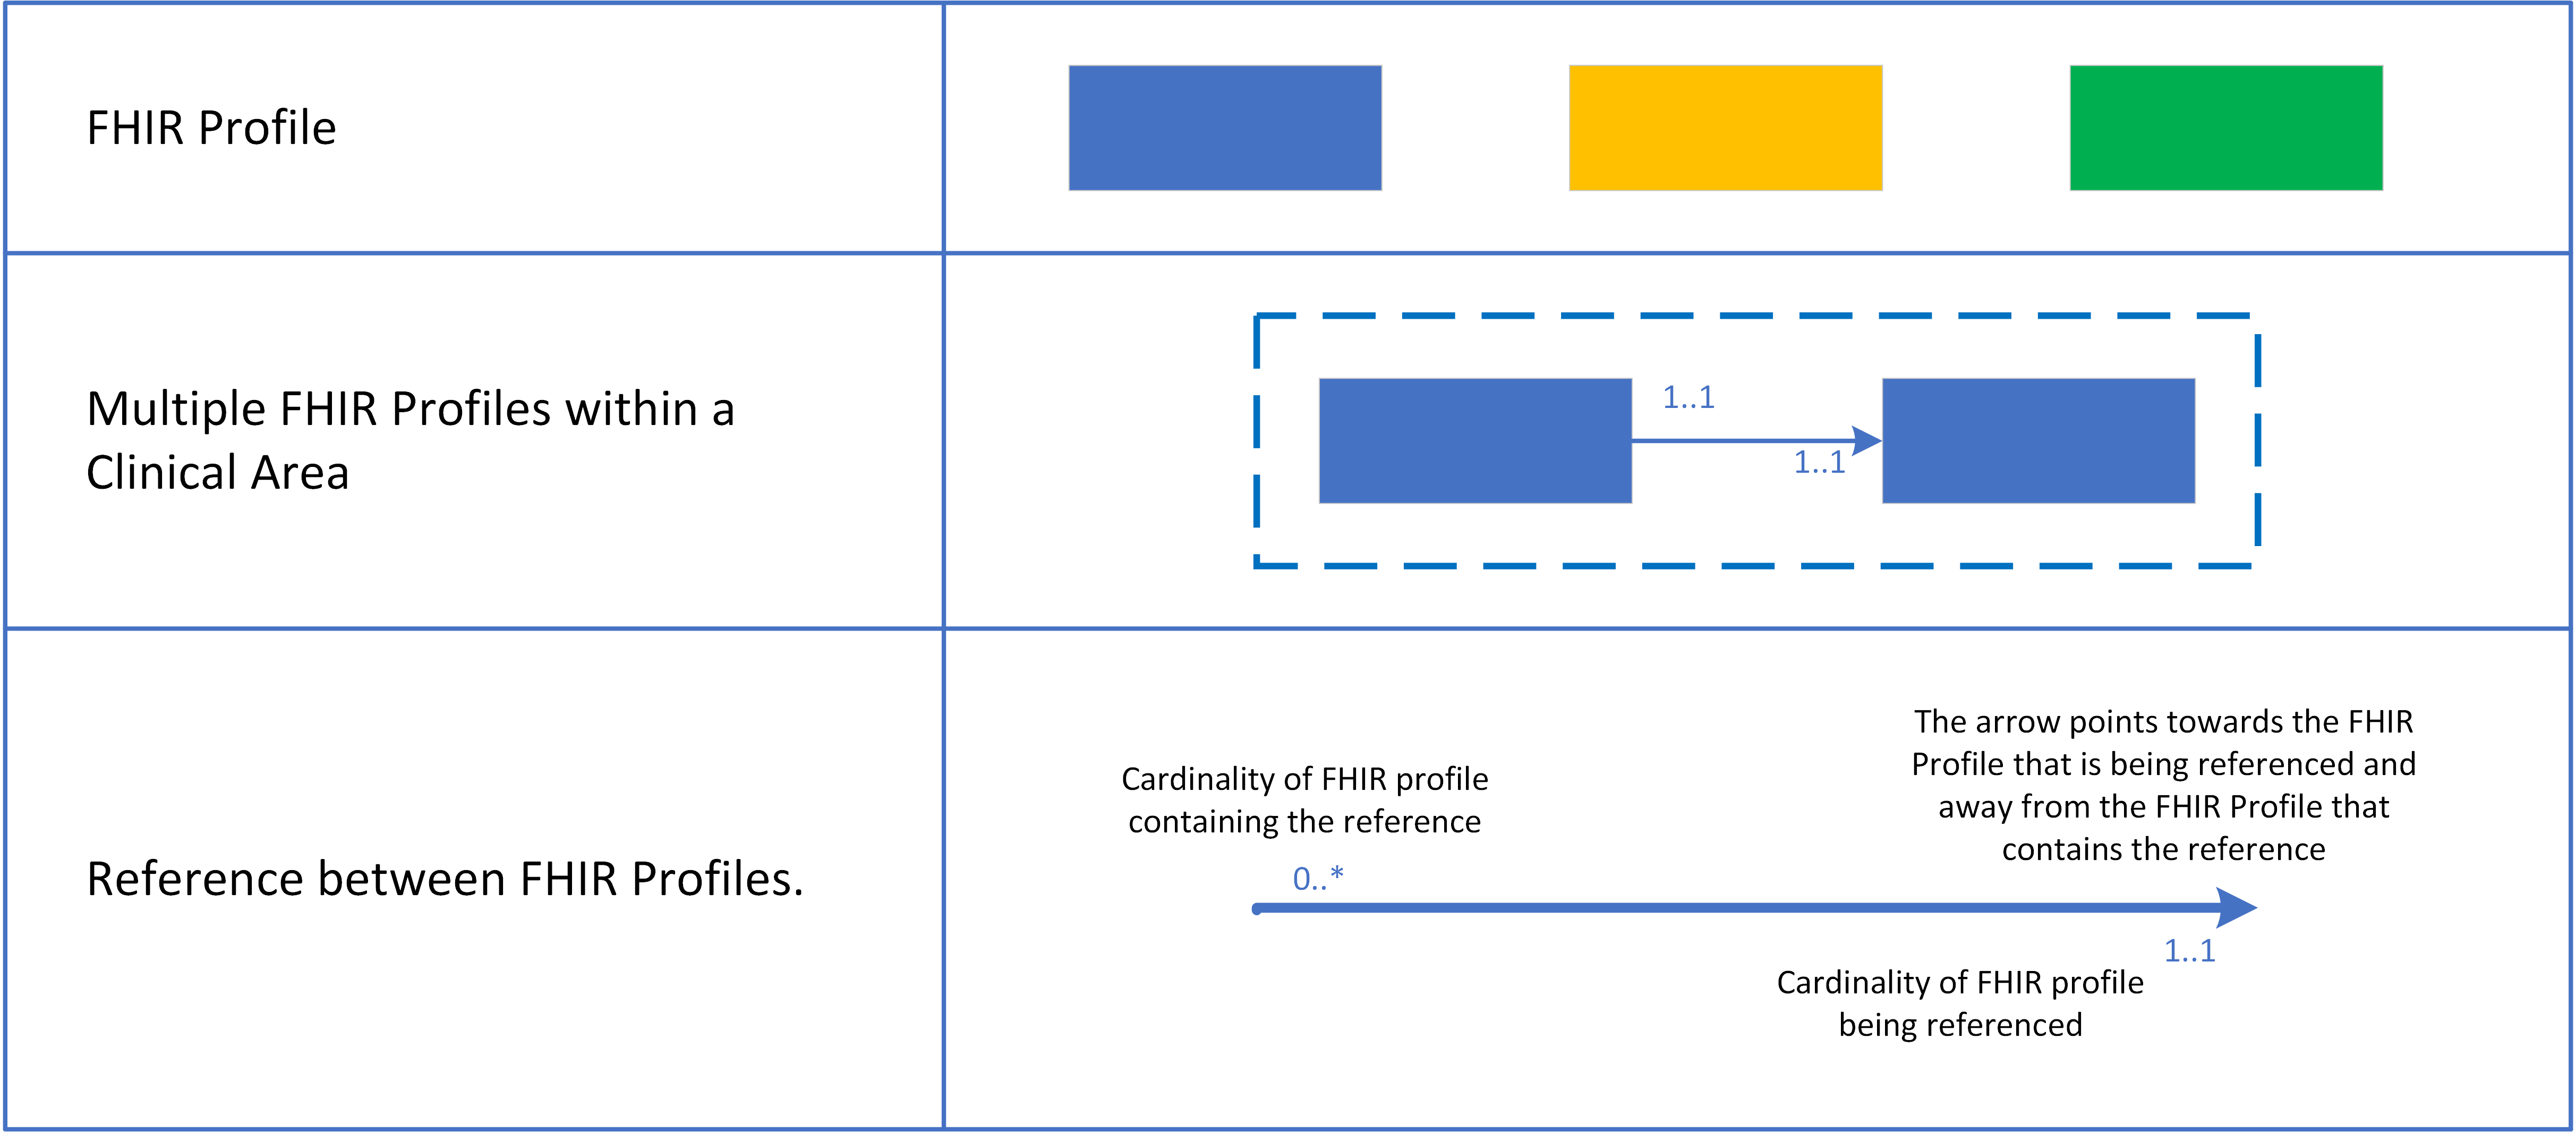 FHIR Profile
Multiple FHIR Profiles within a
Clinical Area
1..1
1..1
Reference between FHIR Profiles.
Cardinality of FHIR profile
containing the reference
0..*
The arrow points towards the FHIR
Profile that is being referenced and
away from the FHIR Profile that
contains the reference
1..1
Cardinality of FHIR profile
being referenced